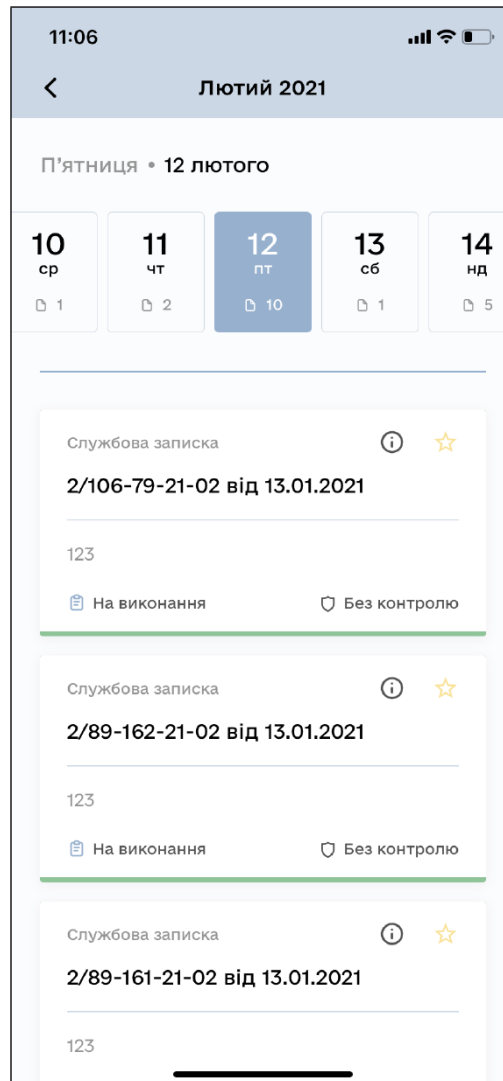 11:06
Лютий 2021
П'ятниця • 12 лютого
10 11 12 13 14
ср чт пт сб нд
1 2 10 1 5
Службова записка
2/106-79-21-02 від 13.01.2021
123
На виконання Без контролю
Службова записка
2/89-162-21-02 від 13.01.2021
123
На виконання Без контролю
Службова записка
2/89-161-21-02 від 13.01.2021
123